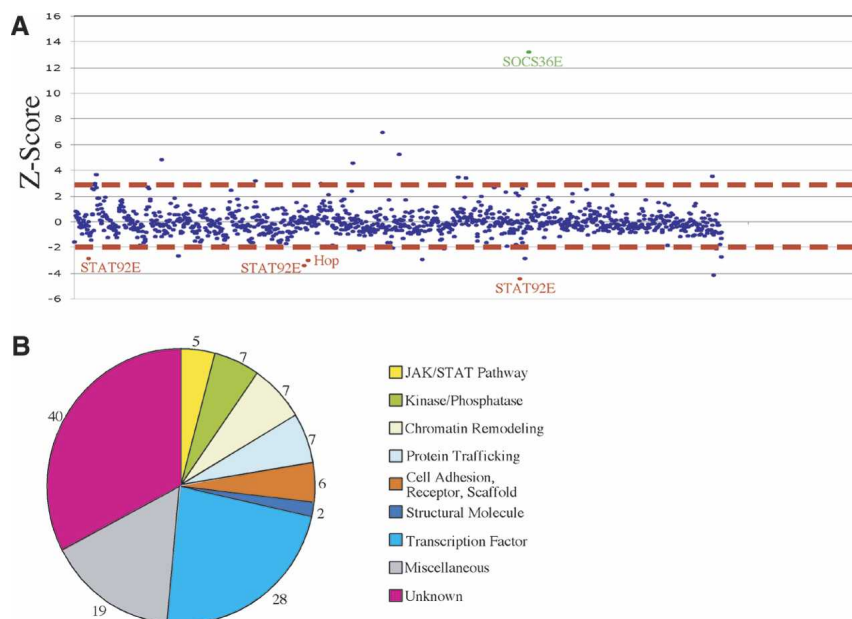 A
Z-Score
16
14
12
10
8
6
4
2
0
-2
-4
-6
SOCS36E
STAT92E
STAT92E
Hop
STAT92E
B
5
7
7
7
6
2
28
19
40
JAK/STAT Pathway
Kinase/Phosphatase
Chromatin Remodeling
Protein Trafficking
Cell Adhesion,
Receptor, Scaffold
Structural Molecule
Transcription Factor
Miscellaneous
Unknown